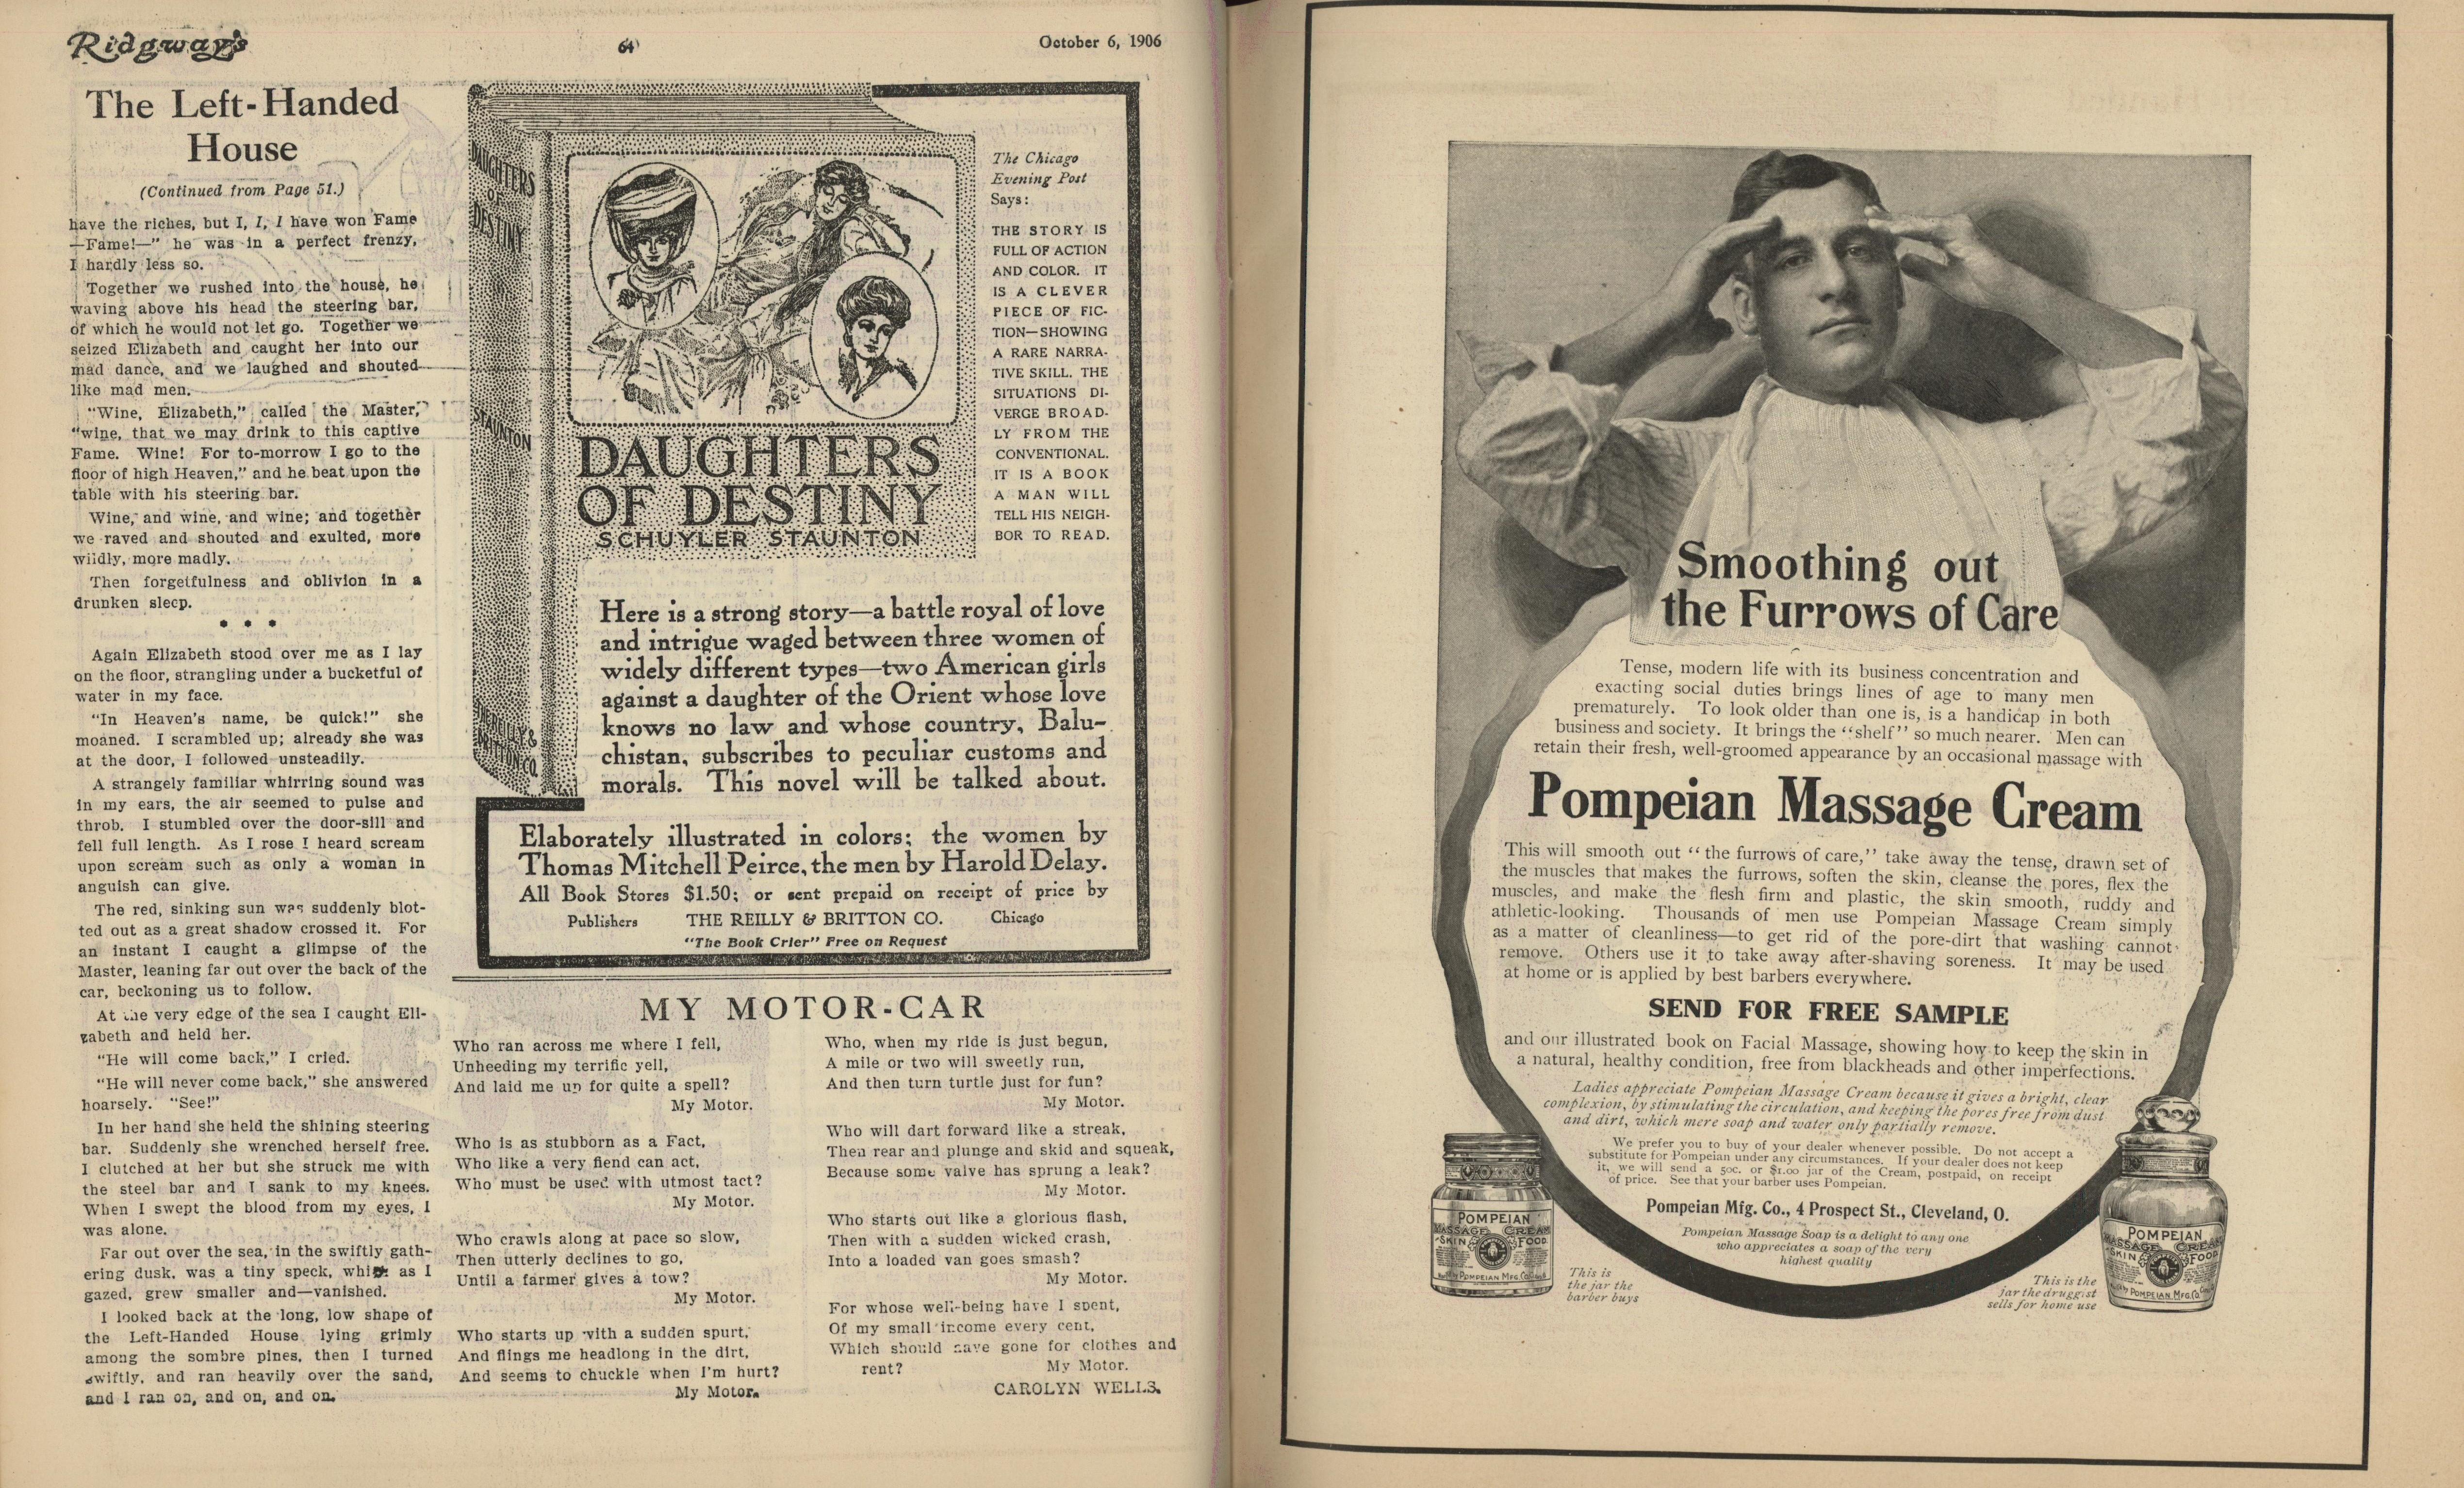 Ridgway's
64
October 6, 1906
The Left-Handed
House
(Continued from Page 51.)
have the riches, but I, I, I have won Fame
—Fame!—" he was in a perfect frenzy,
I hardly less so.
Together we rushed into the house, he
waving above his head the steering bar,
of which he would not let go. Together we
seized Elizabeth and caught her into our
mad dance, and we laughed and shouted
like mad men.
"Wine, Elizabeth," called the Master,
"wine, that we may drink to this captive
Fame. Wine! For to-morrow I go to the
floor of high Heaven," and he beat upon the
table with his steering bar.
Wine, and wine, and wine; and together
we raved and shouted and exulted, more
wildly, more madly.
Then forgetfulness and oblivion in a
drunken sleep.
* * *
Again Elizabeth stood over me as I lay
on the floor, strangling under a bucketful of
water in my face.
"In Heaven's name, be quick!" she
moaned. I scrambled up; already she was
at the door, I followed unsteadily.
A strangely familiar whirring sound was
in my ears, the air seemed to pulse and
throb. I stumbled over the door-sill and
fell full length. As I rose I heard scream
upon scream such as only a woman in
anguish can give.
The red, sinking sun was suddenly blot-
ted out as a great shadow crossed it. For
an instant I caught a glimpse of the
Master, leaning far out over the back of the
car, beckoning us to follow.
At the very edge of the sea I caught Eli-
zabeth and held her.
"He will come back," I cried.
"He will never come back," she answered
hoarsely. "See!"
In her hand she held the shining steering
bar. Suddenly she wrenched herself free.
I clutched at her but she struck me with
the steel bar and I sank to my knees.
When I swept the blood from my eyes, I
was alone.
Far out over the sea, in the swiftly gath-
ering dusk, was a tiny speck, which as I
gazed, grew smaller and—vanished.
I looked back at the long, low shape of
the Left-Handed House lying grimly
among the sombre pines, then I turned
swiftly, and ran heavily over the sand,
and I ran on, and on, and on.
DAUGHTERS
OF
DESTINY
STAUNTON
THE REILLY &
BRITTON CO.
DAUGHTERS
OF DESTINY
SCHUYLER STAUNTON
The Chicago
Evening Post
Says:
THE STORY IS
FULL OF ACTION
AND COLOR. IT
IS A CLEVER
PIECE OF FIC-
TION—SHOWING
A RARE NARRA-
TIVE SKILL. THE
SITUATIONS DI-
VERGE BROAD-
LY FROM THE
CONVENTIONAL.
IT IS A BOOK
A MAN WILL
TELL HIS NEIGH-
BOR TO READ.
Here is a strong story—a battle royal of love
and intrigue waged between three women of
widely different types—two American girls
against a daughter of the Orient whose love
knows no law and whose country, Balu-
chistan, subscribes to peculiar customs and
morals. This novel will be talked about.
Elaborately illustrated in colors; the women by
Thomas Mitchell Peirce, the men by Harold Delay.
All Book Stores $1.50; or sent prepaid on receipt of price by
Publishers THE REILLY & BRITTON CO. Chicago
"The Book Crier" Free on Request
MY MOTOR-CAR
Who ran across me where I fell,
Unheeding my terrific yell,
And laid me up for quite a spell?
My Motor.
Who is as stubborn as a Fact,
Who like a very fiend can act,
Who must be used with utmost tact?
My Motor.
Who crawls along at pace so slow,
Then utterly declines to go,
Until a farmer gives a tow?
My Motor.
Who starts up with a sudden spurt,
And flings me headlong in the dirt,
And seems to chuckle when I'm hurt?
My Motor.
Who, when my ride is just begun,
A mile or two will sweetly run,
And then turn turtle just for fun?
My Motor.
Who will dart forward like a streak,
Then rear and plunge and skid and squeak,
Because some valve has sprung a leak?
My Motor.
Who starts out like a glorious flash,
Then with a sudden wicked crash,
Into a loaded van goes smash?
My Motor.
For whose well-being have I spent,
Of my small income every cent,
Which should have gone for clothes and
rent? My Motor.
CAROLYN WELLS.
Smoothing out
the Furrows of Care
Tense, modern life with its business concentration and
exacting social duties brings lines of age to many men
prematurely. To look older than one is, is a handicap in both
business and society. It brings the "shelf" so much nearer. Men can
retain their fresh, well-groomed appearance by an occasional massage with
Pompeian Massage Cream
This will smooth out "the furrows of care," take away the tense, drawn set of
the muscles that makes the furrows, soften the skin, cleanse the pores, flex the
muscles, and make the flesh firm and plastic, the skin smooth, ruddy and
athletic-looking. Thousands of men use Pompeian Massage Cream simply
as a matter of cleanliness—to get rid of the pore-dirt that washing cannot
remove. Others use it to take away after-shaving soreness. It may be used
at home or is applied by best barbers everywhere.
SEND FOR FREE SAMPLE
and our illustrated book on Facial Massage, showing how to keep the skin in
a natural, healthy condition, free from blackheads and other imperfections.
Ladies appreciate Pompeian Massage Cream because it gives a bright, clear
complexion, by stimulating the circulation, and keeping the pores free from dust
and dirt, which mere soap and water only partially remove.
We prefer you to buy of your dealer whenever possible. Do not accept a
substitute for Pompeian under any circumstances. If your dealer does not keep
it, we will send a 50c. or $1.00 jar of the Cream, postpaid, on receipt
of price. See that your barber uses Pompeian.
Pompeian Mfg. Co., 4 Prospect St., Cleveland, O.
Pompeian Massage Soap is a delight to any one
who appreciates a soap of the very
highest quality
POMPEIAN
MASSAGE CREAM
SKIN FOOD
POMPEIAN MFG. CO.
This is
the jar the
barber buys
This is the
jar the druggist
sells for home use
POMPEIAN
MASSAGE CREAM
SKIN FOOD
POMPEIAN MFG. CO.